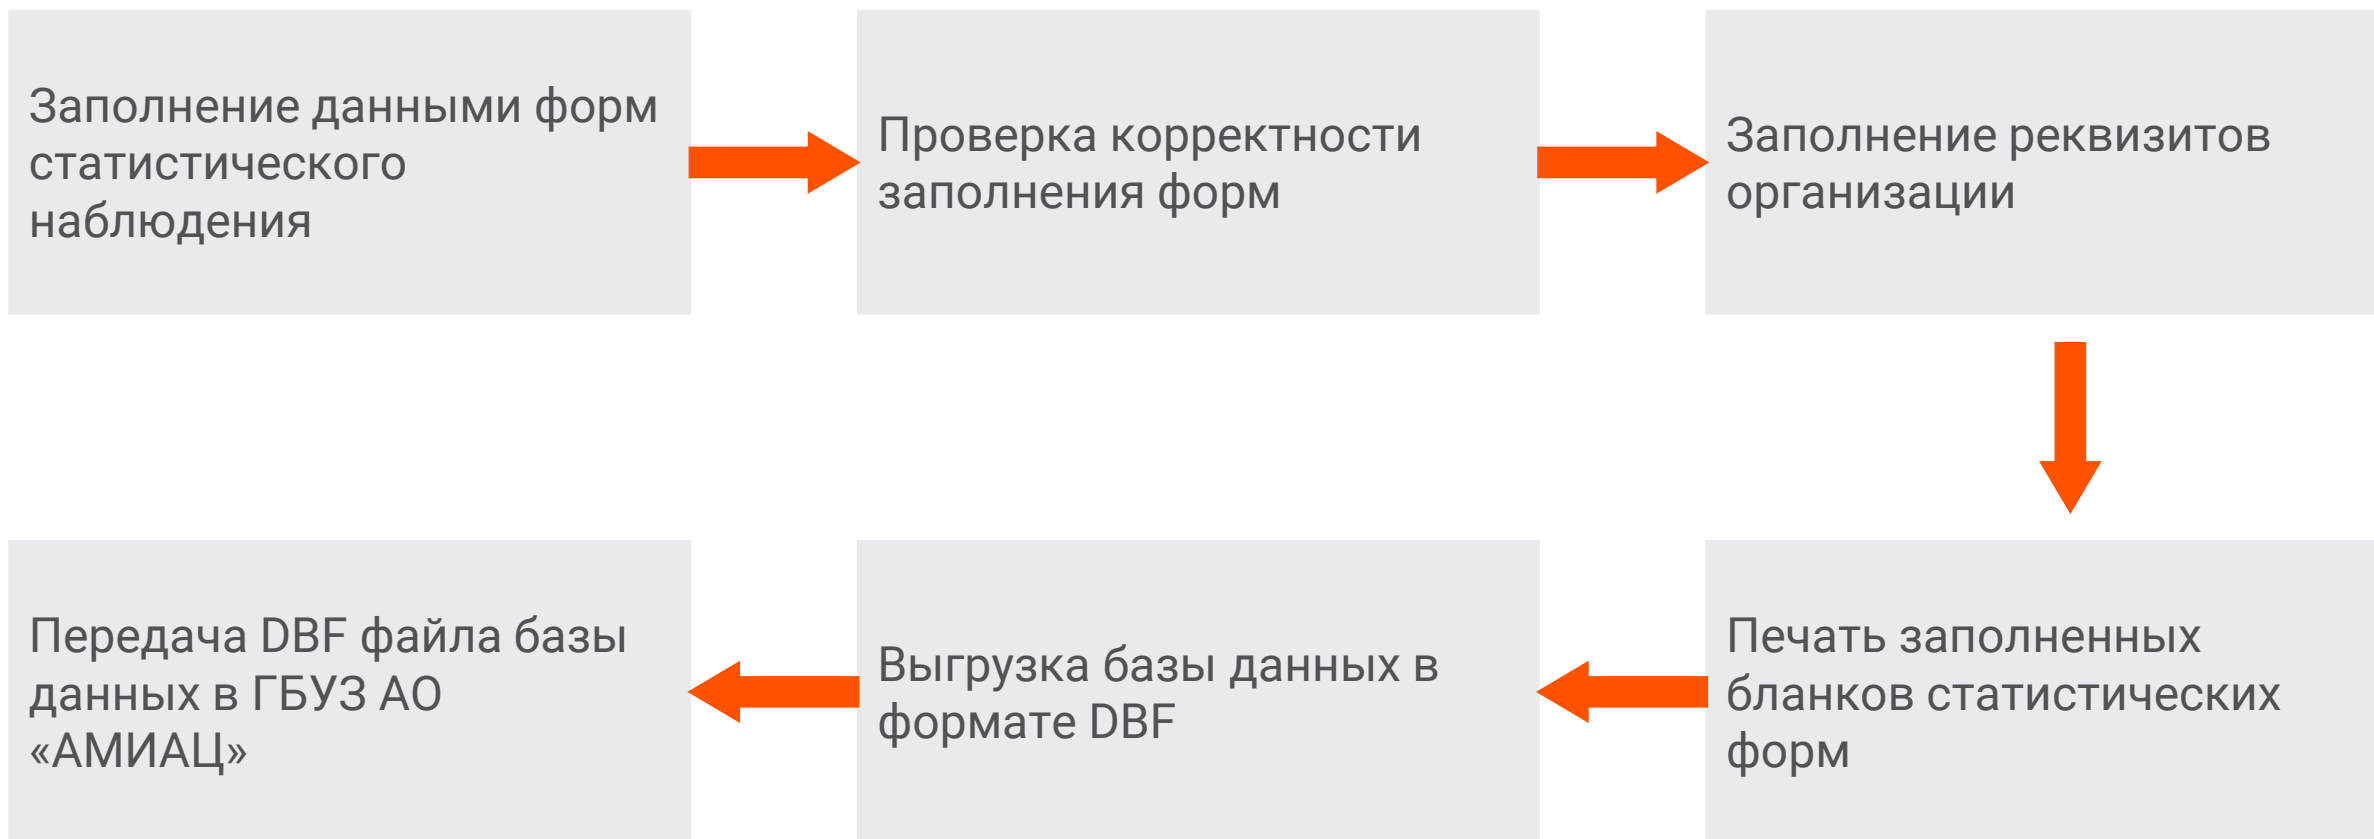 Заполнение данными форм
статистического
наблюдения
Проверка корректности
заполнения форм
Заполнение реквизитов
организации
Печать заполненных
бланков статистических
форм
Выгрузка базы данных в
формате DBF
Передача DBF файла базы
данных в ГБУЗ АО
«АМИАЦ»